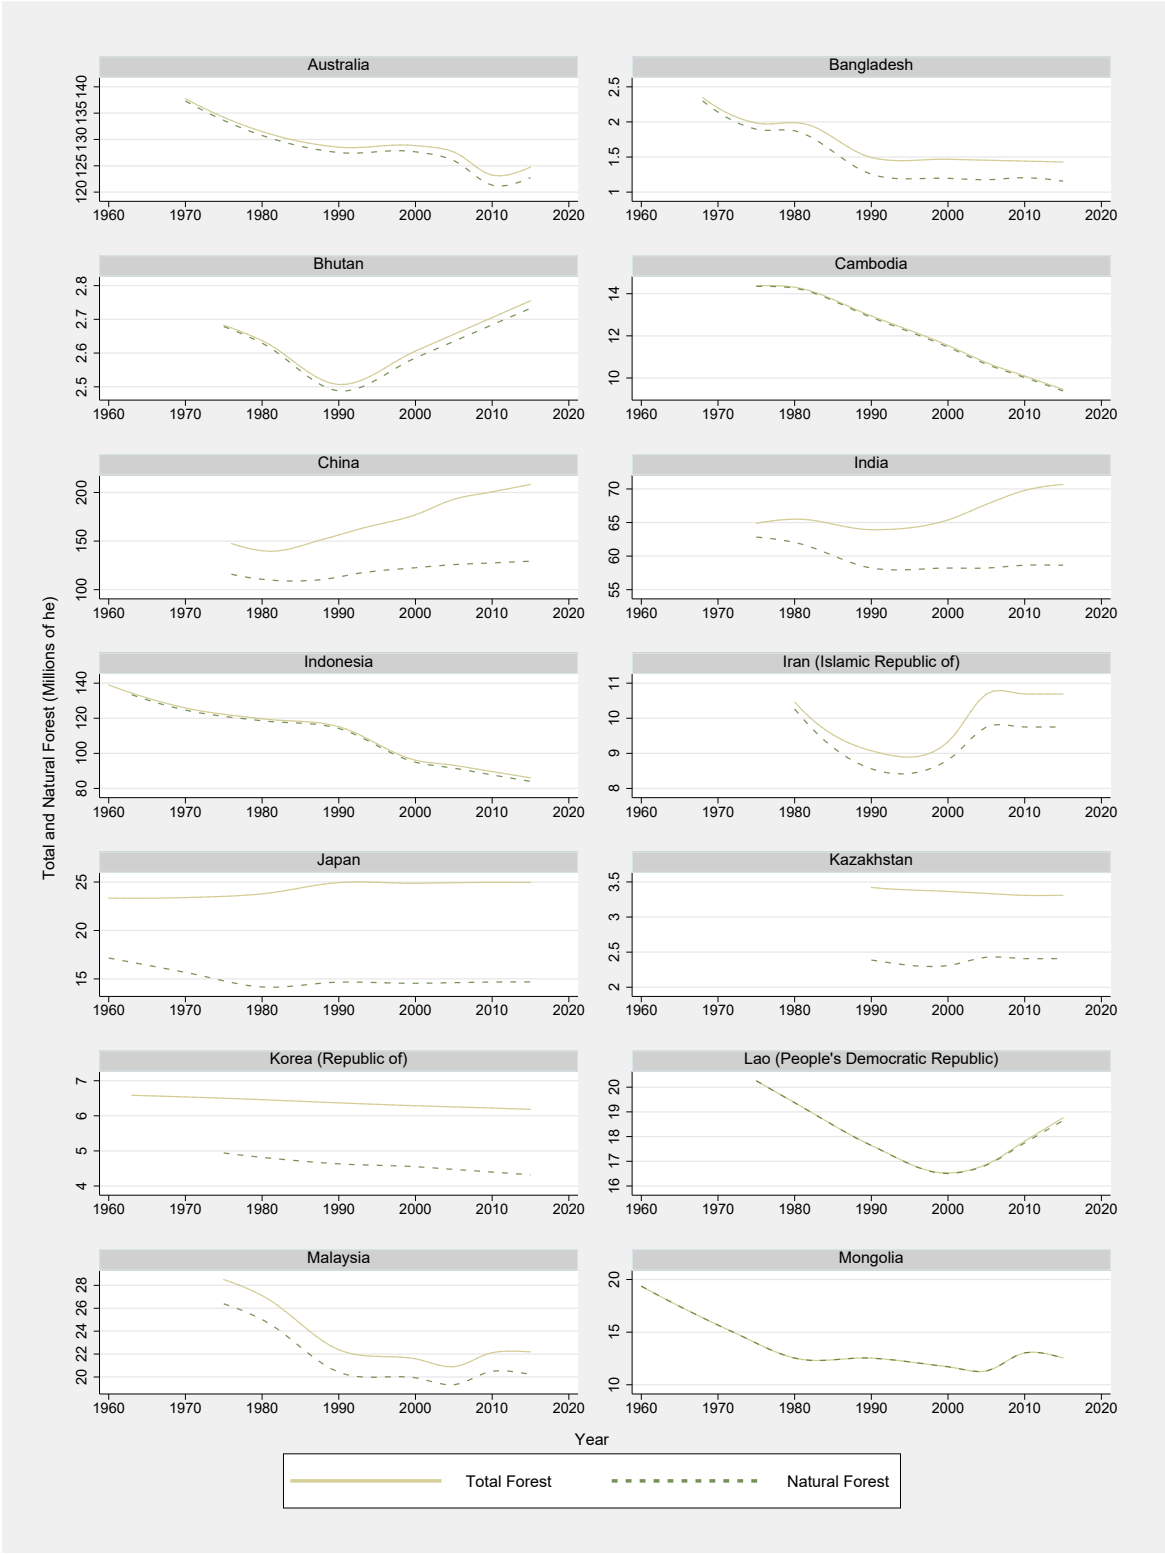 Total and Natural Forest (Millions of he)
Australia
140
135
130
125
120
1960 1970 1980 1990 2000 2010 2020
Bangladesh
2.5
2
1.5
1
1960 1970 1980 1990 2000 2010 2020
Bhutan
2.8
2.7
2.6
2.5
1960 1970 1980 1990 2000 2010 2020
Cambodia
14
12
10
1960 1970 1980 1990 2000 2010 2020
China
200
150
100
1960 1970 1980 1990 2000 2010 2020
India
70
65
60
55
1960 1970 1980 1990 2000 2010 2020
Indonesia
140
120
100
80
1960 1970 1980 1990 2000 2010 2020
Iran (Islamic Republic of)
11
10
9
8
1960 1970 1980 1990 2000 2010 2020
Japan
25
20
15
1960 1970 1980 1990 2000 2010 2020
Kazakhstan
3.5
3
2.5
2
1960 1970 1980 1990 2000 2010 2020
Korea (Republic of)
7
6
5
4
1960 1970 1980 1990 2000 2010 2020
Lao (People's Democratic Republic)
20
19
18
17
16
1960 1970 1980 1990 2000 2010 2020
Malaysia
28
26
24
22
20
1960 1970 1980 1990 2000 2010 2020
Mongolia
20
15
10
1960 1970 1980 1990 2000 2010 2020
Year
Total Forest Natural Forest